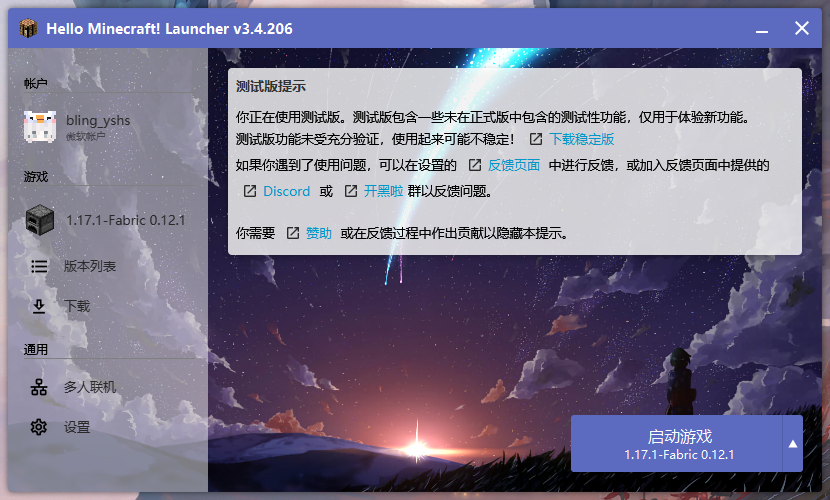 Hello Minecraft! Launcher v3.4.206
帐户
bling_yshs
微软帐户
游戏
1.17.1-Fabric 0.12.1
版本列表
下载
通用
多人联机
设置
测试版提示
你正在使用测试版。测试版包含一些未在正式版中包含的测试性功能，仅用于体验新功能。
测试版功能未受充分验证，使用起来可能不稳定！ 下载稳定版
如果你遇到了使用问题，可以在设置的 反馈页面 中进行反馈，或加入反馈页面中提供的
Discord 或 开黑啦 群以反馈问题。
你需要 赞助 或在反馈过程中作出贡献以隐藏本提示。
启动游戏
1.17.1-Fabric 0.12.1